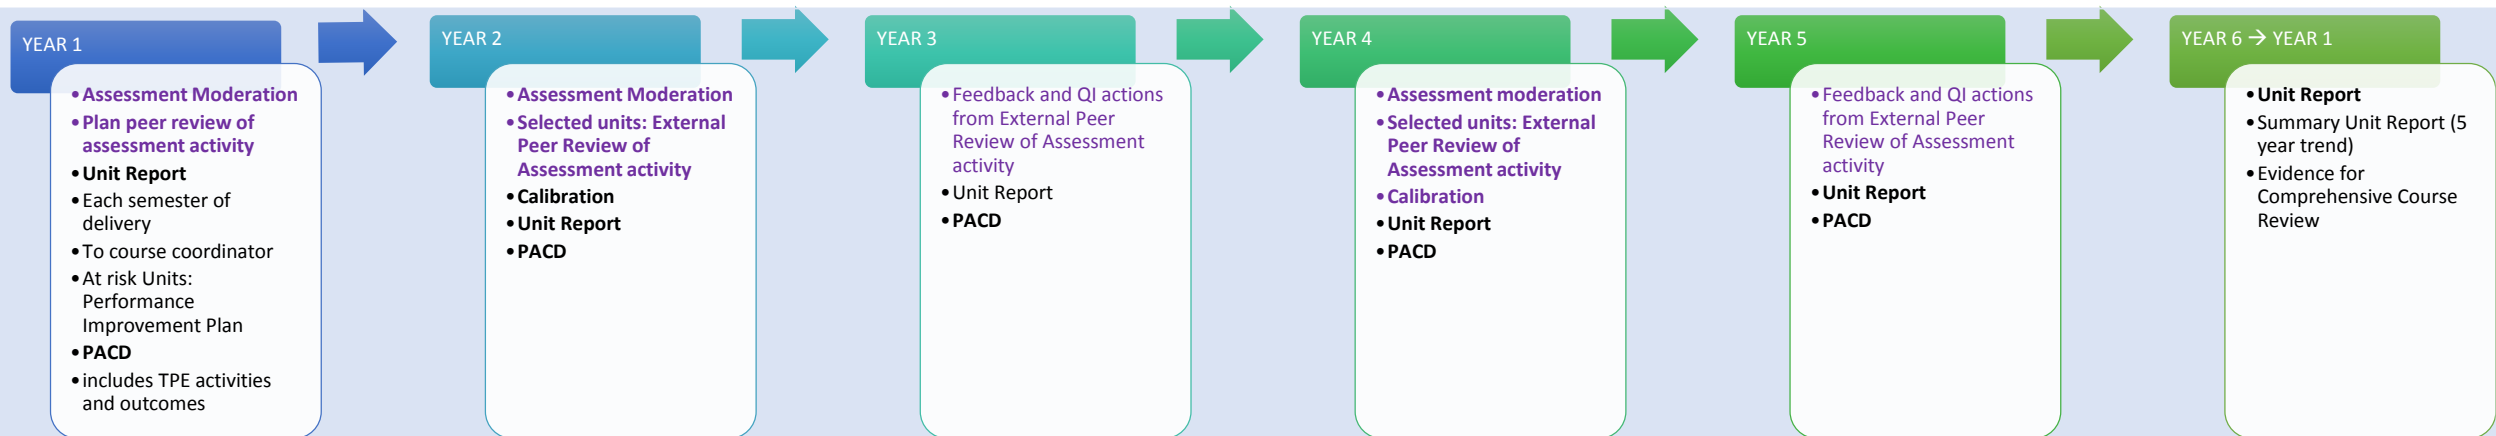 YEAR 1
• Assessment Moderation
• Plan peer review of
assessment activity
• Unit Report
• Each semester of
delivery
• To course coordinator
• At risk Units:
Performance
Improvement Plan
• PACD
• includes TPE activities
and outcomes
YEAR 2
• Assessment Moderation
• Selected units: External
Peer Review of
Assessment activity
• Calibration
• Unit Report
• PACD
YEAR 3
• Feedback and QI actions
from External Peer
Review of Assessment
activity
• Unit Report
• PACD
YEAR 4
• Assessment moderation
• Selected units: External
Peer Review of
Assessment activity
• Calibration
• Unit Report
• PACD
YEAR 5
• Feedback and QI actions
from External Peer
Review of Assessment
activity
• Unit Report
• PACD
YEAR 6 → YEAR 1
• Unit Report
• Summary Unit Report (5
year trend)
• Evidence for
Comprehensive Course
Review